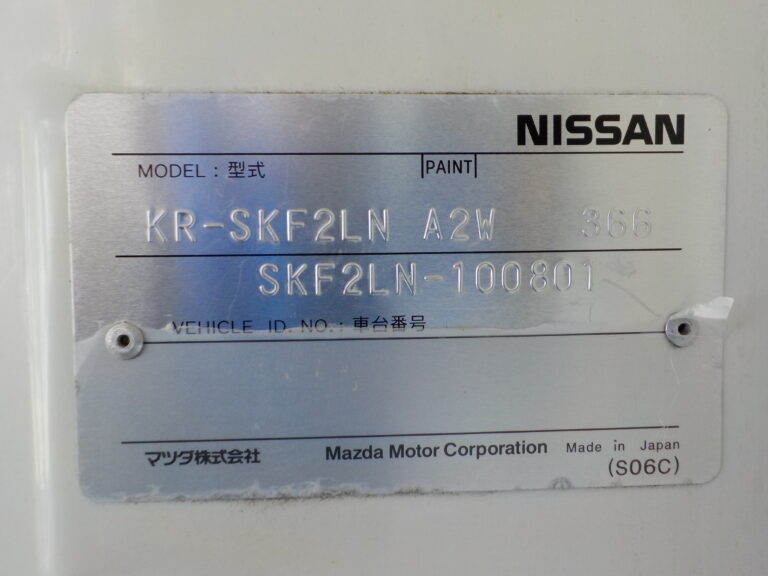 NISSAN
MODEL : 型式 PAINT
KR-SKF2LN A2W 366
SKF2LN-100801
VEHICLE ID. NO. : 車台番号
マツダ株式会社 Mazda Motor Corporation Made in Japan
(S06C)